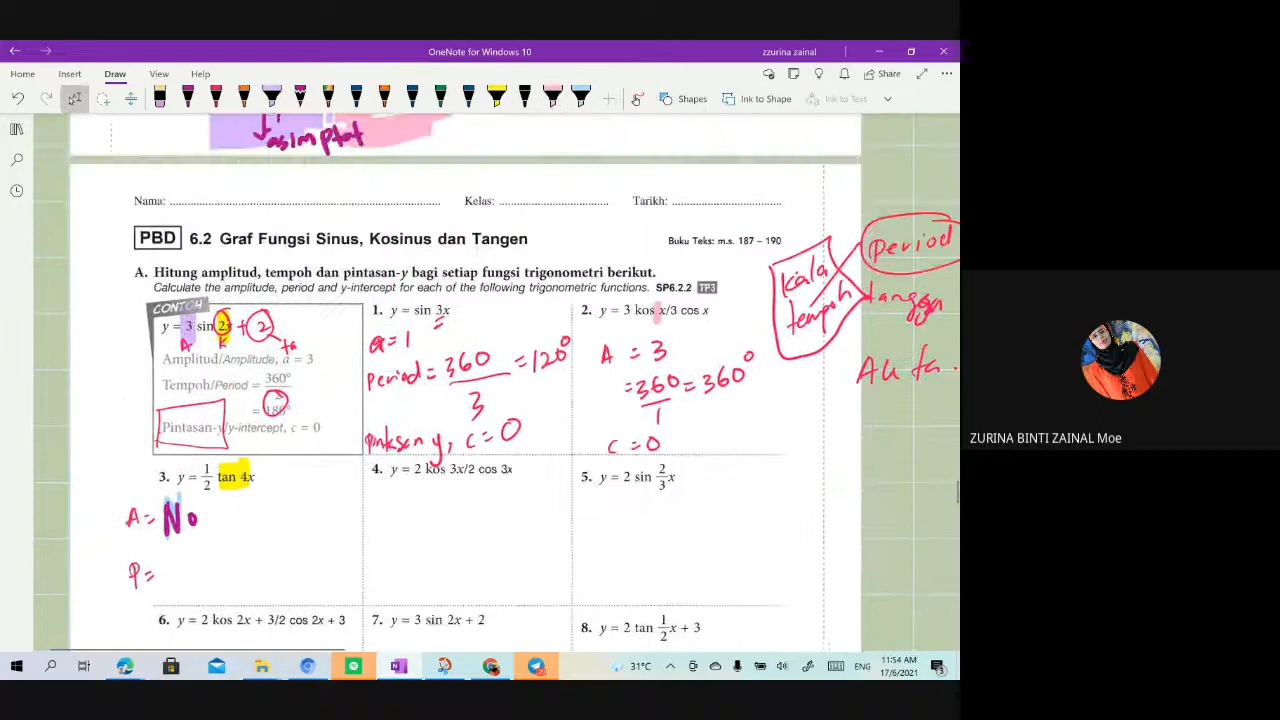 OneNote for Windows 10
zzurina zainal
Home Insert Draw View Help
Share
Shapes
Ink to Shape
Ink to Text
asimptot
Nama:
Kelas:
Tarikh:
PBD 6.2 Graf Fungsi Sinus, Kosinus dan Tangen
Buku Teks: m.s. 187 – 190
A. Hitung amplitud, tempoh dan pintasan-y bagi setiap fungsi trigonometri berikut.
Calculate the amplitude, period and y-intercept for each of the following trigonometric functions. SP6.2.2 TP3
kala
tempoh
period
tangga
CONTOH
y = 3 sin 2x + 2
A
Amplitud/Amplitude, a = 3
Tempoh/Period = 360°
= 180°
Pintasan-y/y-intercept, c = 0
1. y = sin 3x
a=1
period = 360/3 = 120°
y, c = 0
2. y = 3 kos x/3 cos x
A = 3
= 360/1 = 360°
c = 0
3. y = 1/2 tan 4x
A = No
P =
4. y = 2 kos 3x/2 cos 3x
5. y = 2 sin 2/3 x
6. y = 2 kos 2x + 3/2 cos 2x + 3
7. y = 3 sin 2x + 2
8. y = 2 tan 1/2 x + 3
ZURINA BINTI ZAINAL Moe
31°C
ENG
11:54 AM
17/6/2021
3